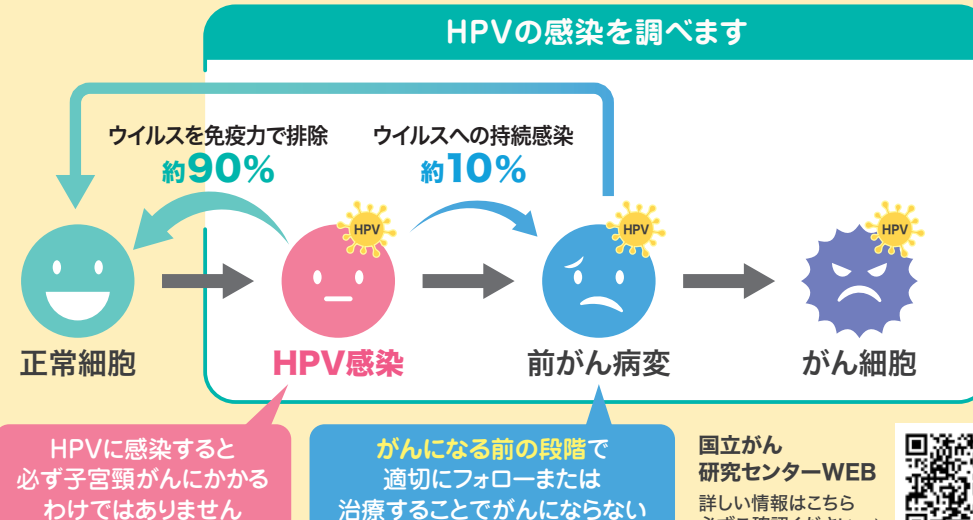 HPVの感染を調べます
ウイルスを免疫力で排除
約90%
ウイルスへの持続感染
約10%
HPV
HPV
HPV
正常細胞
HPV感染
前がん病変
がん細胞
HPVに感染すると
必ず子宮頸がんにかかる
わけではありません
がんになる前の段階で
適切にフォローまたは
治療することでがんにならない
国立がん
研究センターWEB
詳しい情報はこちら